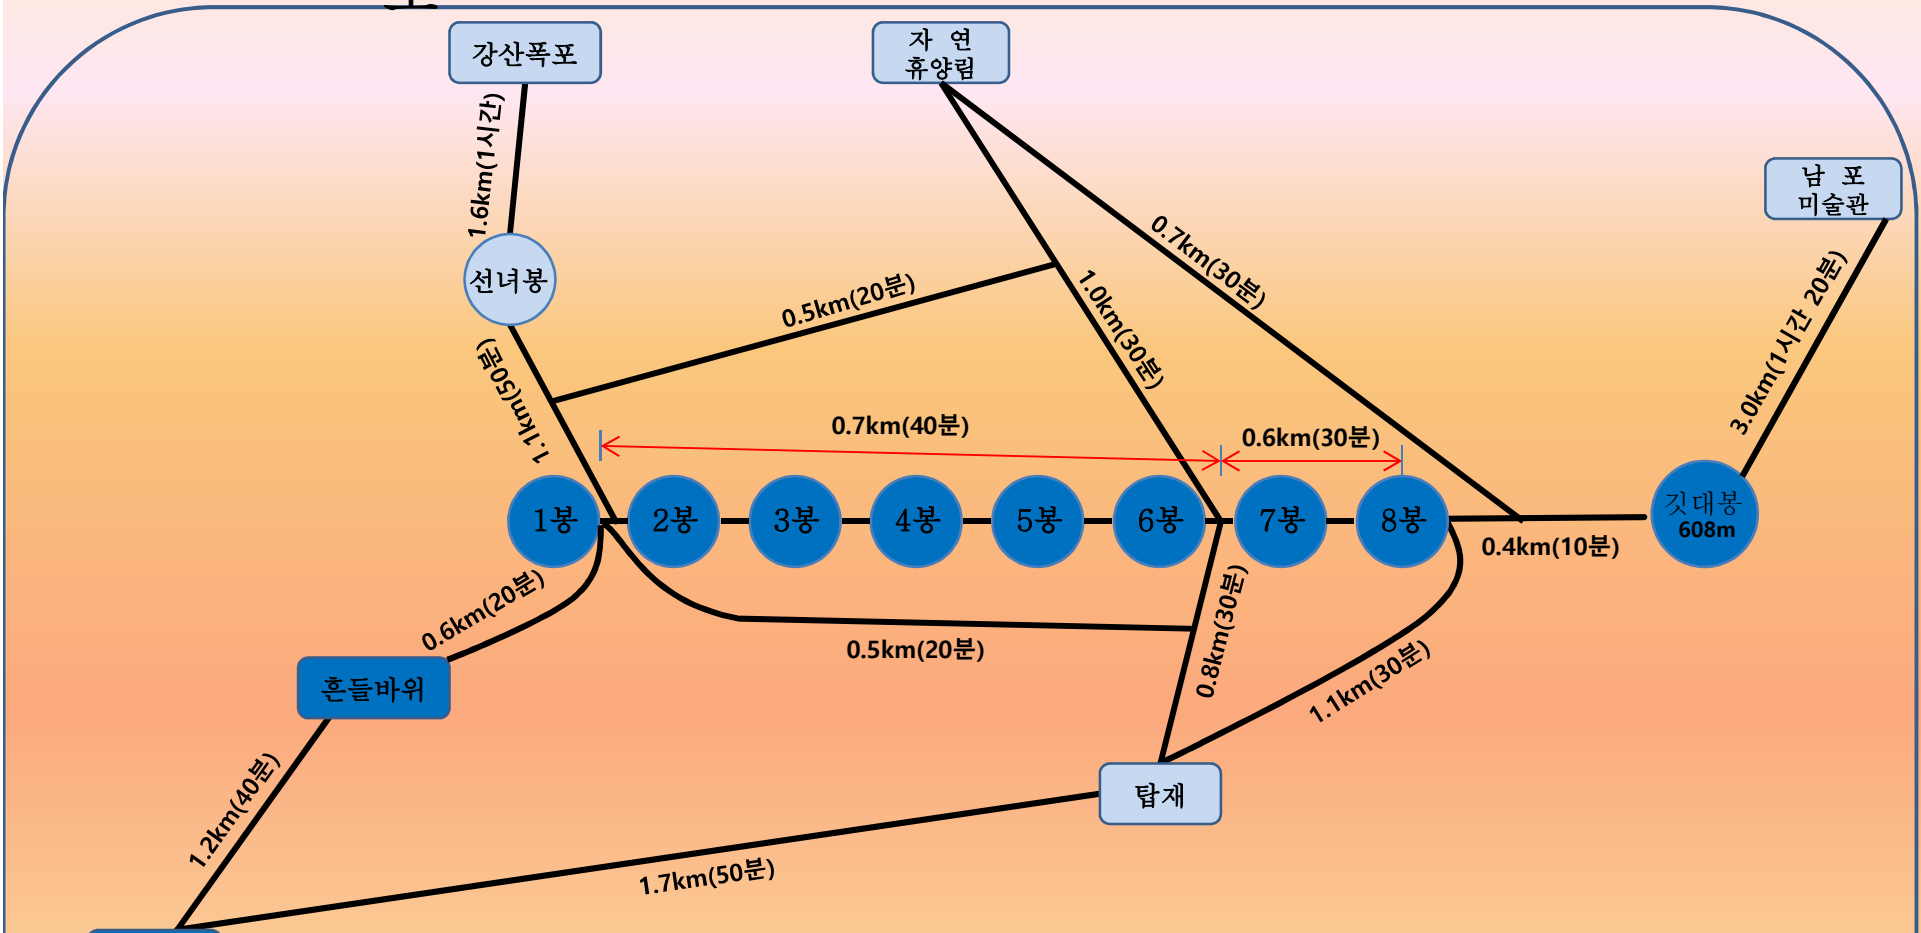 강산폭포
자 연
휴양림
남 포
미술관
1.6km(1시간)
선녀봉
0.7km(30분)
0.5km(20분)
1.0km(30분)
3.0km(1시간 20분)
1.1km(50분)
0.7km(40분)
0.6km(30분)
1봉
2봉
3봉
4봉
5봉
6봉
7봉
8봉
깃대봉
608m
0.4km(10분)
0.6km(20분)
0.5km(20분)
0.8km(30분)
1.1km(30분)
흔들바위
탑재
1.2km(40분)
1.7km(50분)